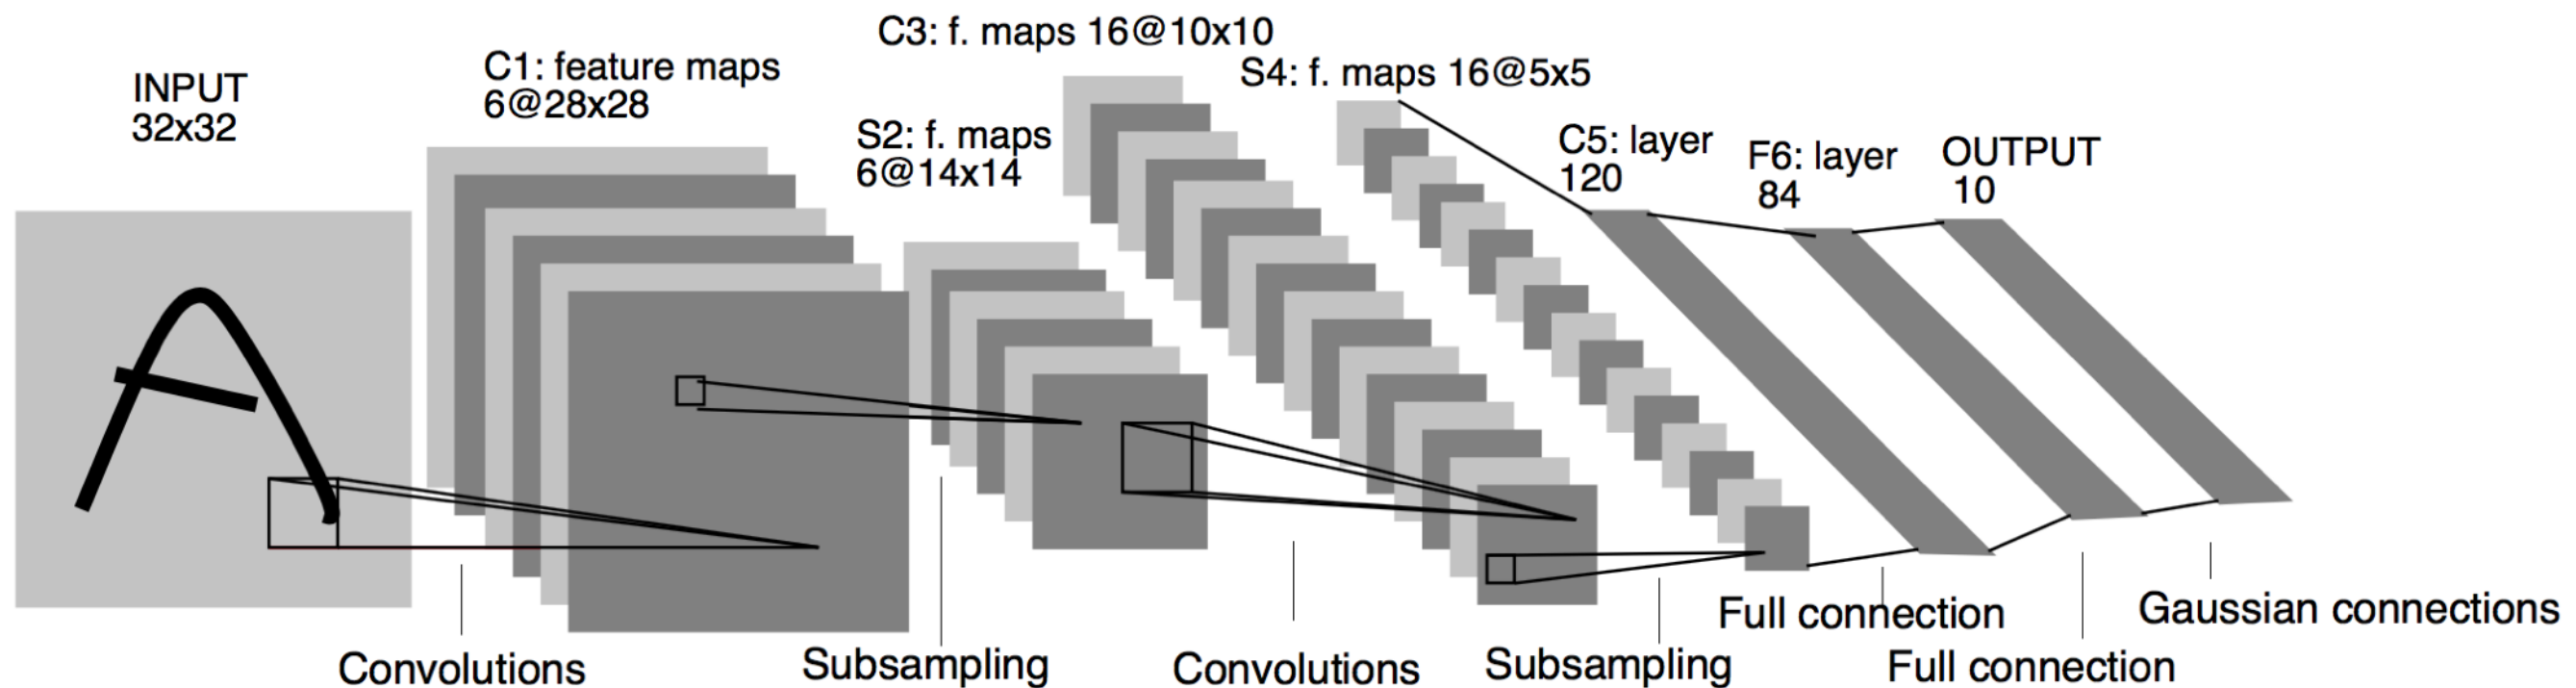 INPUT
32x32
C1: feature maps
6@28x28
S2: f. maps
6@14x14
C3: f. maps 16@10x10
S4: f. maps 16@5x5
C5: layer
120
F6: layer
84
OUTPUT
10
Convolutions
Subsampling
Convolutions
Subsampling
Full connection
Full connection
Gaussian connections